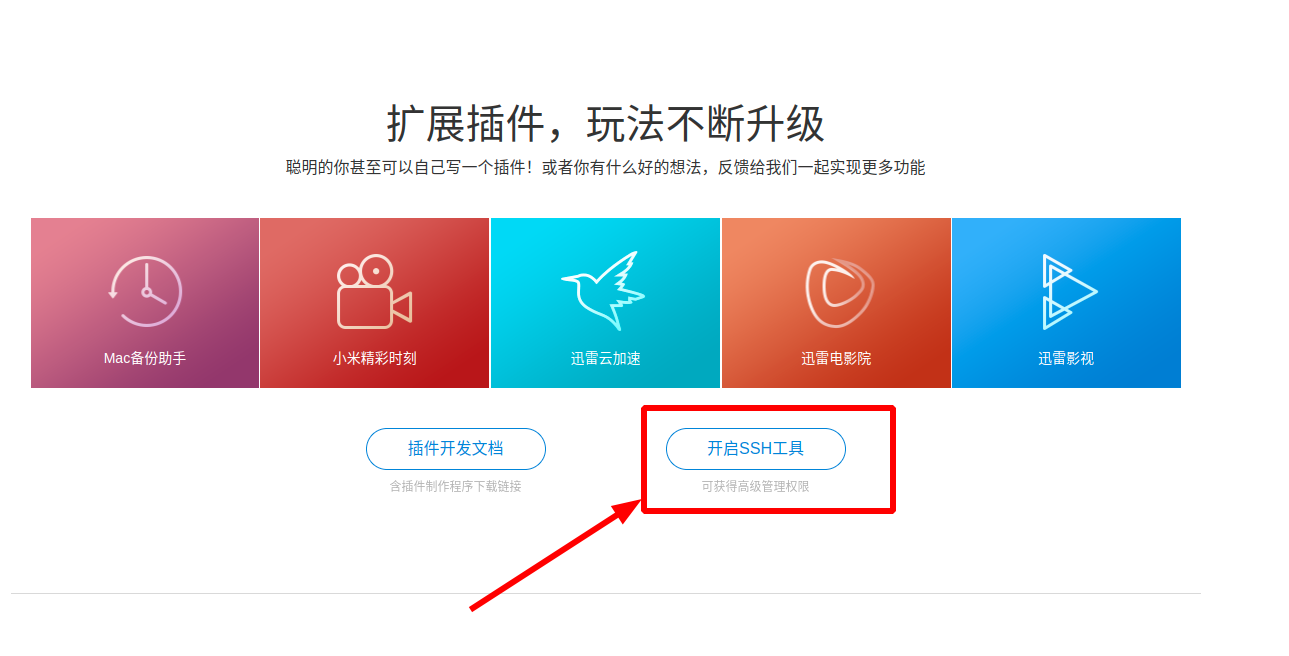 扩展插件，玩法不断升级
聪明的你甚至可以自己写一个插件！或者你有什么好的想法，反馈给我们一起实现更多功能
Mac备份助手
小米精彩时刻
迅雷云加速
迅雷电影院
迅雷影视
插件开发文档
开启SSH工具
含插件制作程序下载链接
可获得高级管理权限